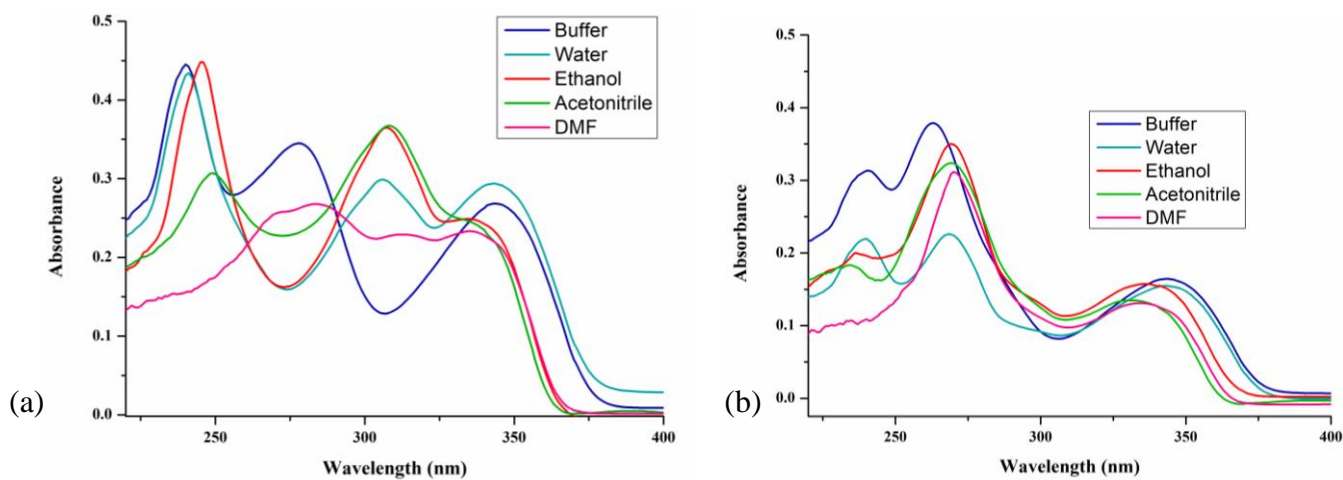 (a)
Absorbance
0.5
0.4
0.3
0.2
0.1
0.0
250
300
350
400
Wavelength (nm)
Buffer
Water
Ethanol
Acetonitrile
DMF
(b)
Absorbance
0.5
0.4
0.3
0.2
0.1
0.0
250
300
350
400
Wavelength (nm)
Buffer
Water
Ethanol
Acetonitrile
DMF